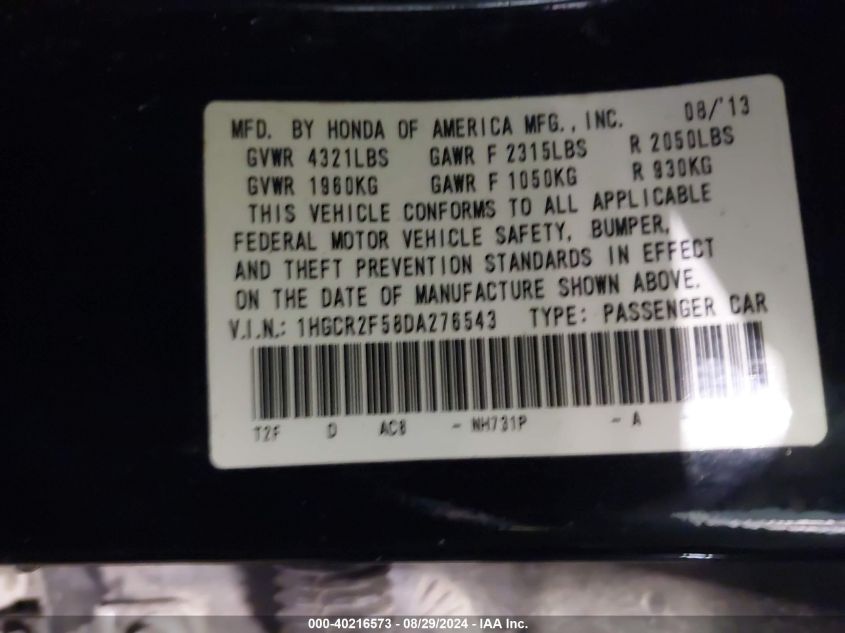 MFD. BY HONDA OF AMERICA MFG., INC. 08/'13
GVWR 4321LBS GAWR F 2315LBS R 2050LBS
GVWR 1960KG GAWR F 1050KG R 930KG
THIS VEHICLE CONFORMS TO ALL APPLICABLE
FEDERAL MOTOR VEHICLE SAFETY, BUMPER,
AND THEFT PREVENTION STANDARDS IN EFFECT
ON THE DATE OF MANUFACTURE SHOWN ABOVE.
V.I.N.: 1HGCR2F58DA276543 TYPE: PASSENGER CAR
T2F D AC8 - NH731P - A
000-40216573 - 08/29/2024 - IAA Inc.